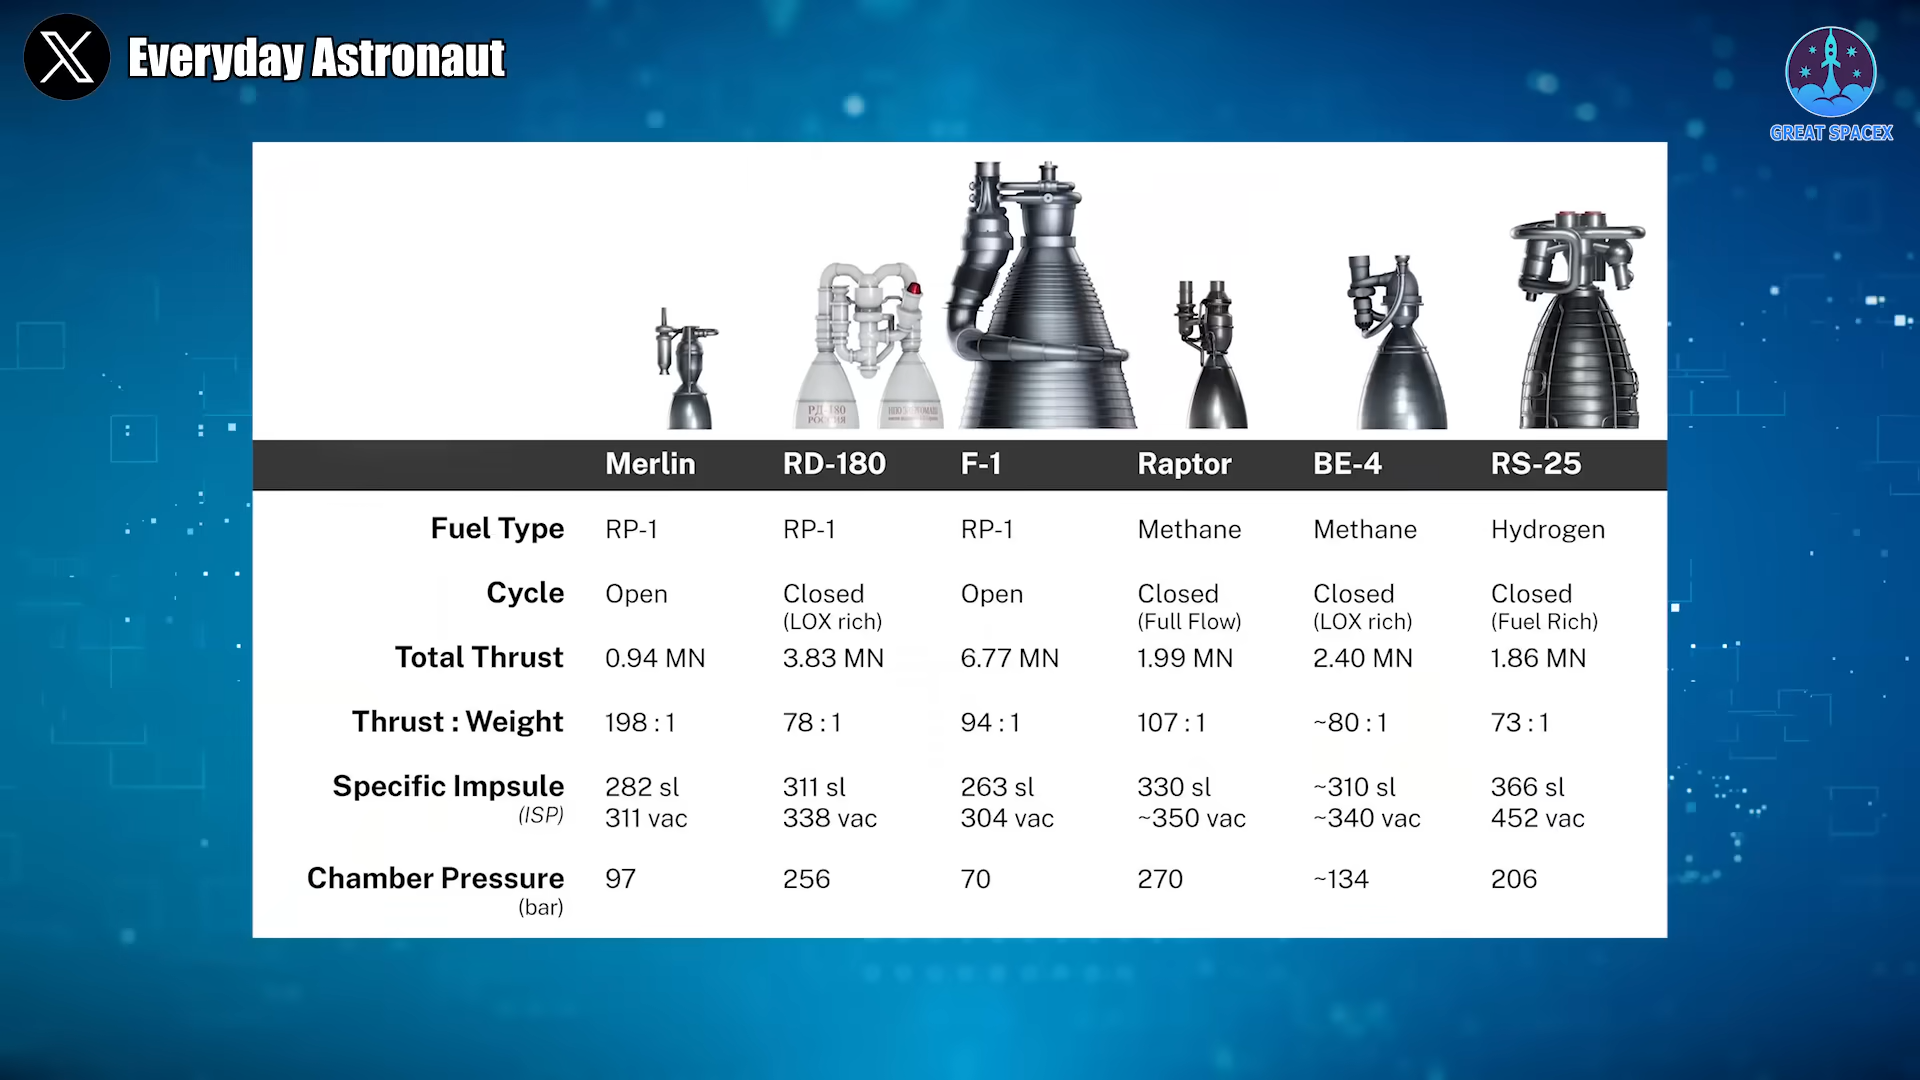 Everyday Astronaut
GREAT SPACEX
РД-180
РОССИЯ
Merlin RD-180 F-1 Raptor BE-4 RS-25
Fuel Type RP-1 RP-1 RP-1 Methane Methane Hydrogen
Cycle Open Closed Open Closed Closed Closed
(LOX rich) (Full Flow) (LOX rich) (Fuel Rich)
Total Thrust 0.94 MN 3.83 MN 6.77 MN 1.99 MN 2.40 MN 1.86 MN
Thrust : Weight 198 : 1 78 : 1 94 : 1 107 : 1 ~80 : 1 73 : 1
Specific Impsule 282 sl 311 sl 263 sl 330 sl ~310 sl 366 sl
(ISP) 311 vac 338 vac 304 vac ~350 vac ~340 vac 452 vac
Chamber Pressure 97 256 70 270 ~134 206
(bar)